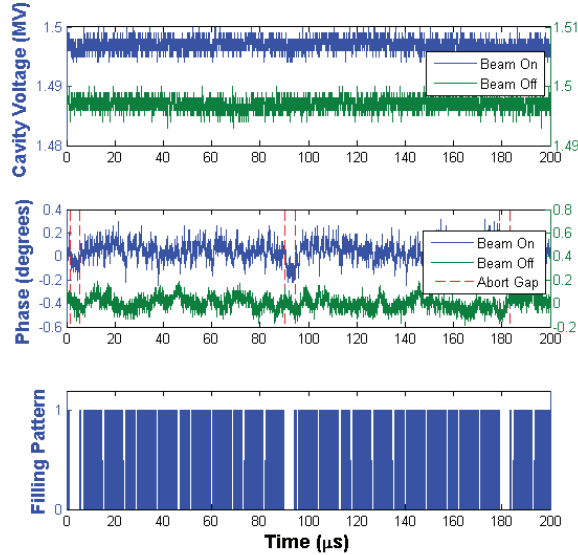 Cavity Voltage (MV)
1.5
1.49
1.48
1.51
1.5
1.49
Beam On
Beam Off
0 20 40 60 80 100 120 140 160 180 200
Phase (degrees)
0.4
0.2
0
-0.2
-0.4
-0.6
0.8
0.6
0.4
0.2
0
-0.2
Beam On
Beam Off
Abort Gap
0 20 40 60 80 100 120 140 160 180 200
Filling Pattern
1
0
0 20 40 60 80 100 120 140 160 180 200
Time (μs)